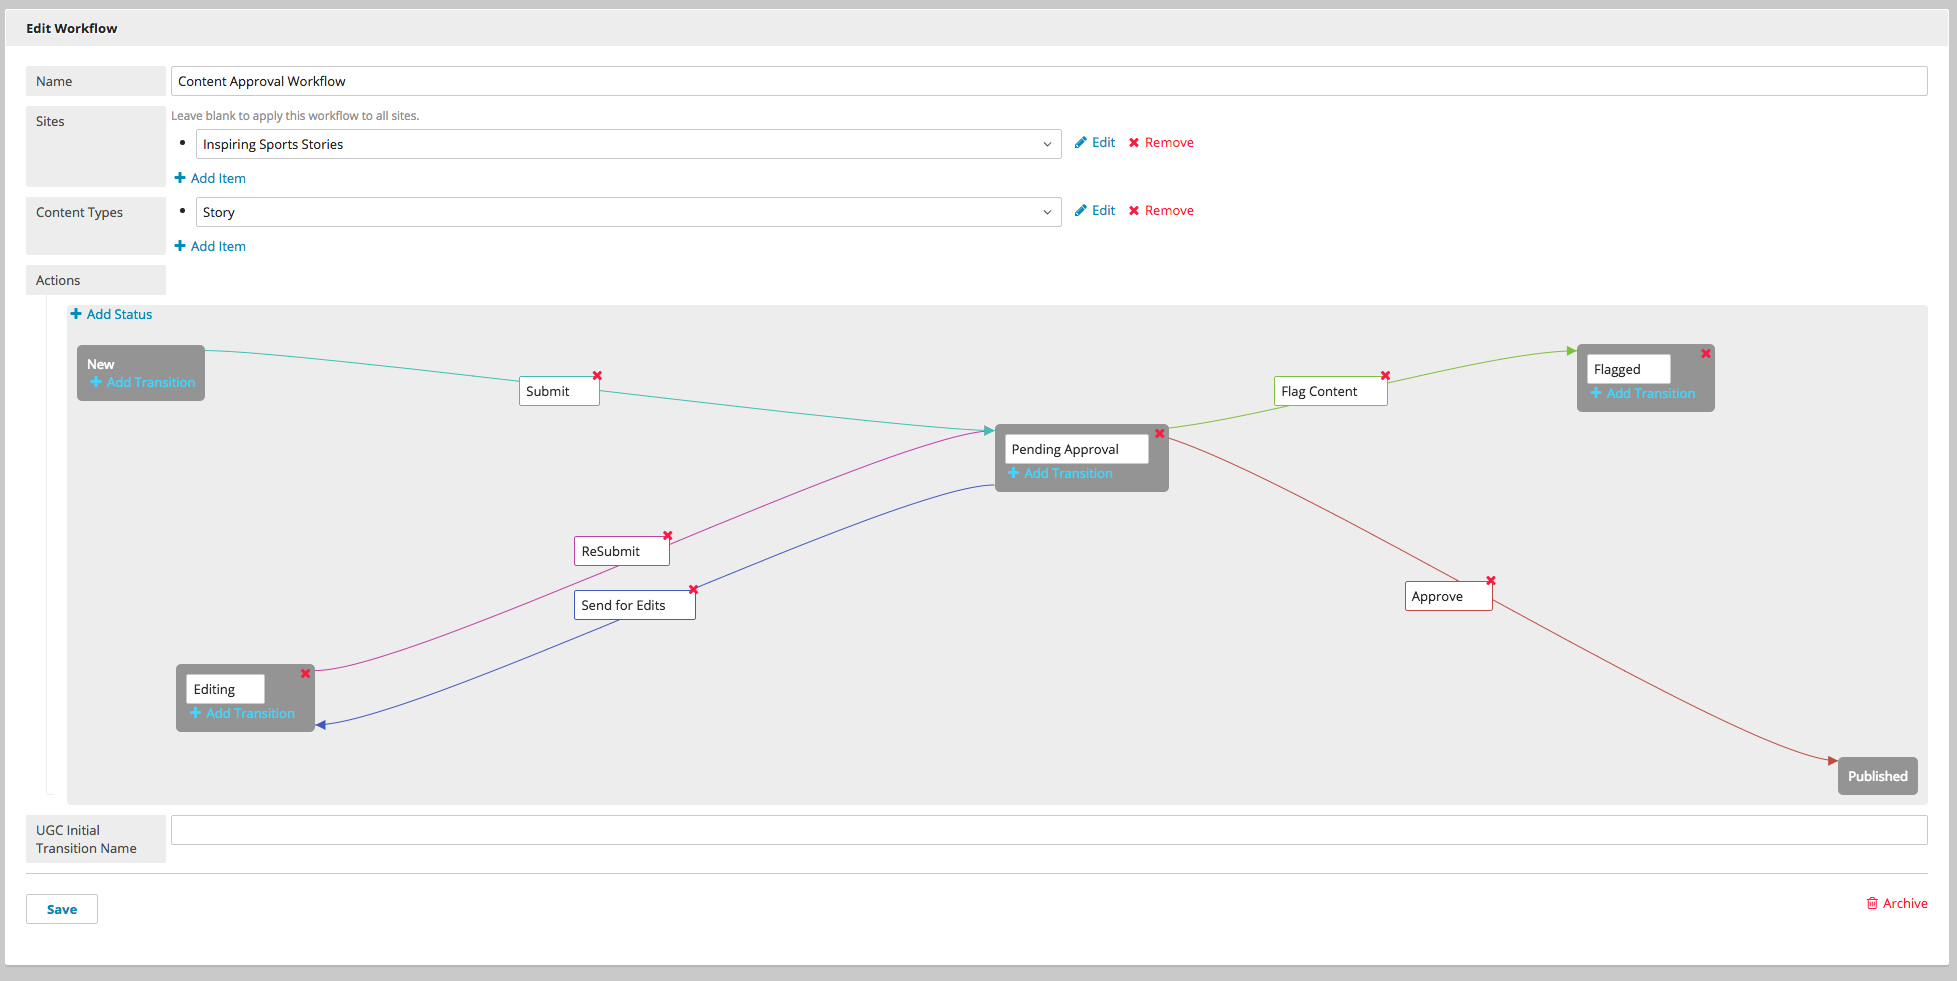 Edit Workflow
Name
Content Approval Workflow
Sites
Leave blank to apply this workflow to all sites.
Inspiring Sports Stories
Edit
Remove
Add Item
Content Types
Story
Edit
Remove
Add Item
Actions
Add Status
New
Add Transition
Submit
Flag Content
Flagged
Add Transition
Pending Approval
Add Transition
ReSubmit
Send for Edits
Approve
Editing
Add Transition
Published
UGC Initial
Transition Name
Save
Archive